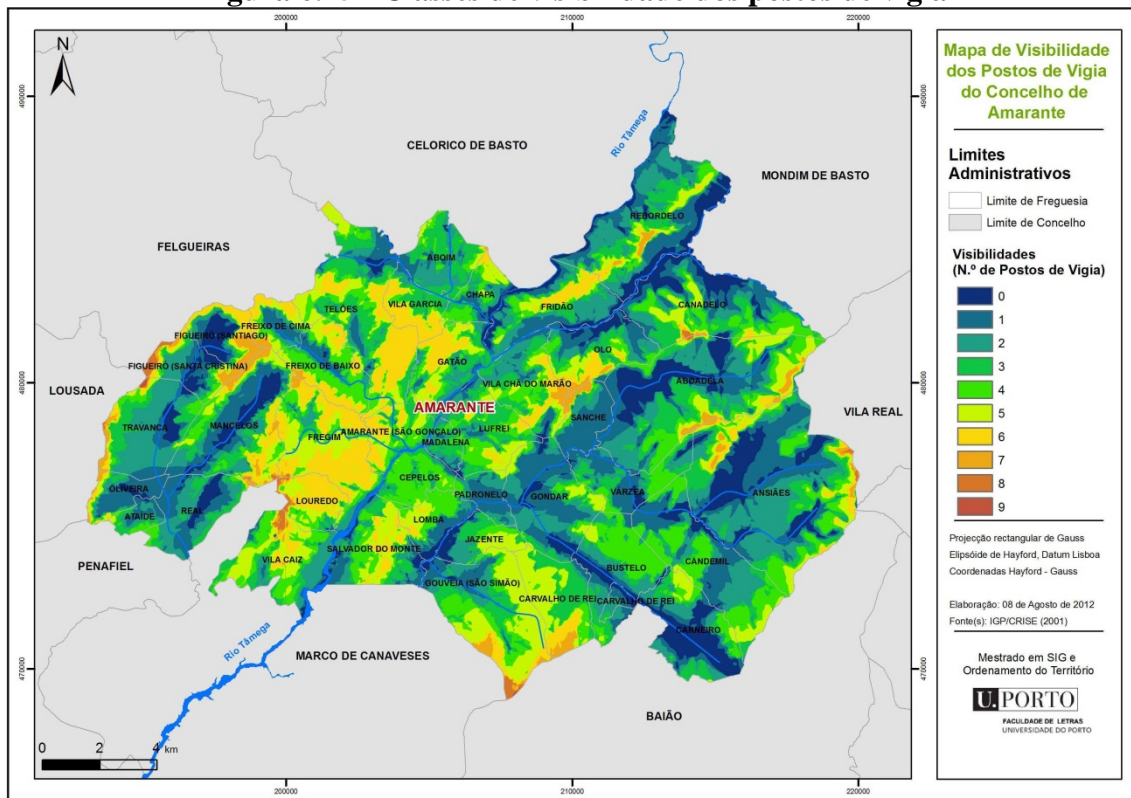 200000
210000
220000
N
490000
490000
Rio Tâmega
CELORICO DE BASTO
MONDIM DE BASTO
REBORDELO
FELGUEIRAS
ABOIM
CHAPA
CANADELO
VILA GARCIA
FRIDÃO
TELÕES
FREIXO DE CIMA
FIGUEIRÓ (SANTIAGO)
OLO
GATÃO
FREIXO DE BAIXO
FIGUEIRÓ (SANTA CRISTINA)
480000
480000
LOUSADA
VILA CHÃ DO MARÃO
ABOADELA
AMARANTE
VILA REAL
SANCHE
TRAVANCA
MANCELOS
LUFREI
AMARANTE (SÃO GONÇALO)
FREGIM
MADALENA
CEPELOS
OLIVEIRA
PADRONELO
GONDAR
VÁRZEA
ANSIÃES
LOUREDO
REAL
ATAÍDE
LOMBA
JAZENTE
SALVADOR DO MONTE
VILA CAIZ
CANDEMIL
PENAFIEL
BUSTELO
GOUVEIA (SÃO SIMÃO)
CARVALHO DE REI
CARVALHO DE REI
CARNEIRO
Rio Tâmega
MARCO DE CANAVESES
470000
470000
BAIÃO
0 2 4 km
200000
210000
220000
Mapa de Visibilidade
dos Postos de Vigia
do Concelho de
Amarante
Limites
Administrativos
Limite de Freguesia
Limite de Concelho
Visibilidades
(N.º de Postos de Vigia)
0
1
2
3
4
5
6
7
8
9
Projecção rectangular de Gauss
Elipsóide de Hayford, Datum Lisboa
Coordenadas Hayford - Gauss
Elaboração: 08 de Agosto de 2012
Fonte(s): IGP/CRISE (2001)
Mestrado em SIG e
Ordenamento do Território
U. PORTO
FACULDADE DE LETRAS
UNIVERSIDADE DO PORTO